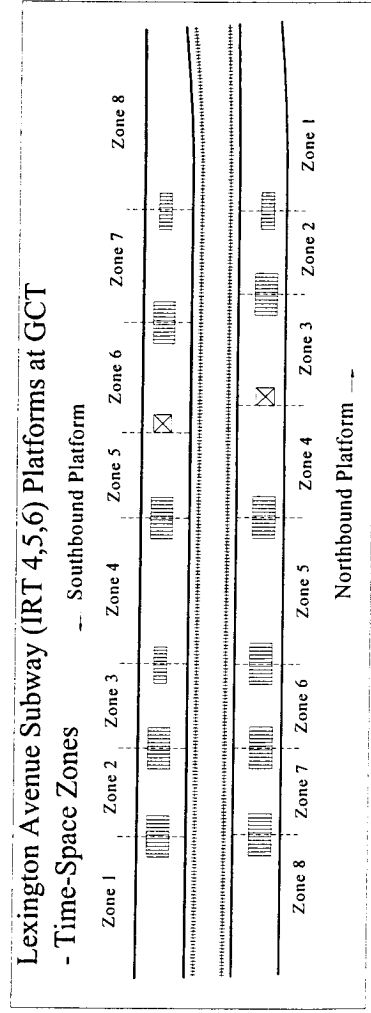 Lexington Avenue Subway (IRT 4,5,6) Platforms at GCT
- Time-Space Zones
Southbound Platform
Zone 1
Zone 2
Zone 3
Zone 4
Zone 5
Zone 6
Zone 7
Zone 8
Zone 8
Zone 7
Zone 6
Zone 5
Zone 4
Zone 3
Zone 2
Zone 1
Northbound Platform